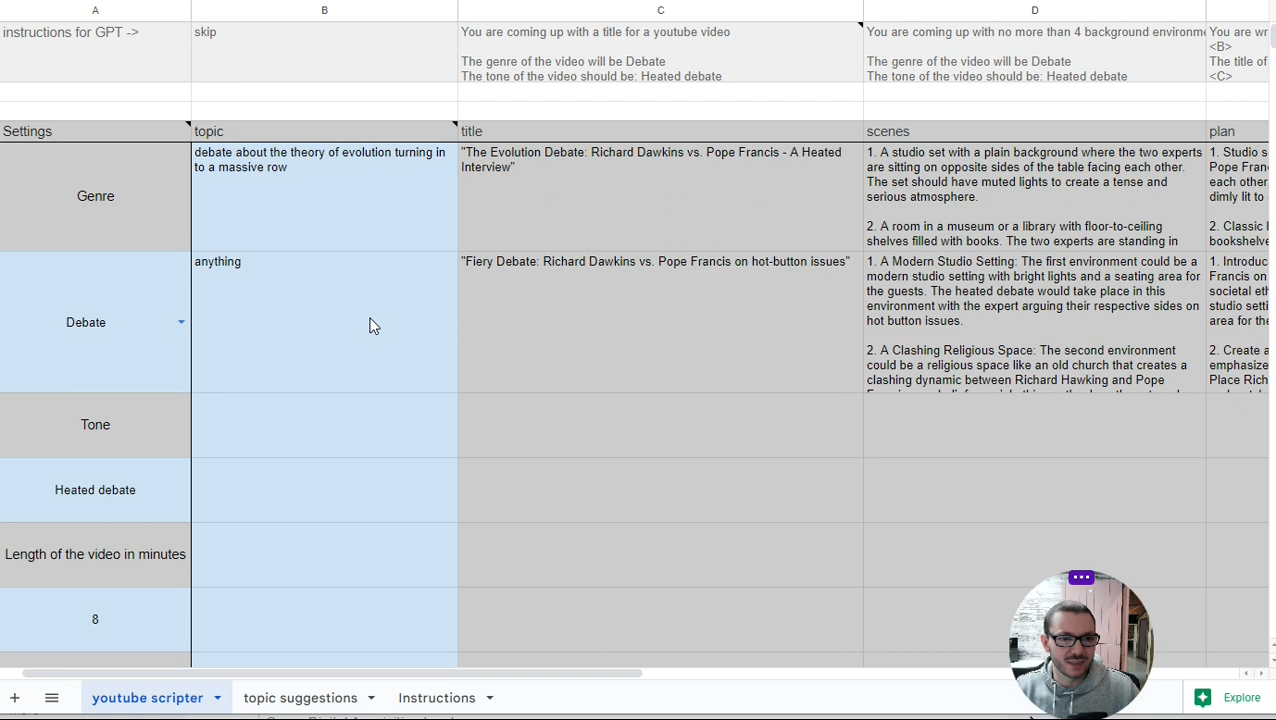 A
B
C
D
instructions for GPT ->
skip
You are coming up with a title for a youtube video
The genre of the video will be Debate
The tone of the video should be: Heated debate
You are coming up with no more than 4 background environme
The genre of the video will be Debate
The tone of the video should be: Heated debate
You are wr
<B>
The title of
<C>
Settings
topic
title
scenes
plan
Genre
debate about the theory of evolution turning in
to a massive row
"The Evolution Debate: Richard Dawkins vs. Pope Francis - A Heated
Interview"
1. A studio set with a plain background where the two experts
are sitting on opposite sides of the table facing each other.
The set should have muted lights to create a tense and
serious atmosphere.
2. A room in a museum or a library with floor-to-ceiling
shelves filled with books. The two experts are standing in
1. Studio s
Pope Fran
each other
dimly lit to
2. Classic l
bookshelve
Debate
anything
"Fiery Debate: Richard Dawkins vs. Pope Francis on hot-button issues"
1. A Modern Studio Setting: The first environment could be a
modern studio setting with bright lights and a seating area for
the guests. The heated debate would take place in this
environment with the expert arguing their respective sides on
hot button issues.
2. A Clashing Religious Space: The second environment
could be a religious space like an old church that creates a
clashing dynamic between Richard Hawking and Pope
1. Introduc
Francis on
societal eth
studio setti
area for the
2. Create a
emphasize
Place Rich
Tone
Heated debate
Length of the video in minutes
8
youtube scripter
topic suggestions
Instructions
Explore